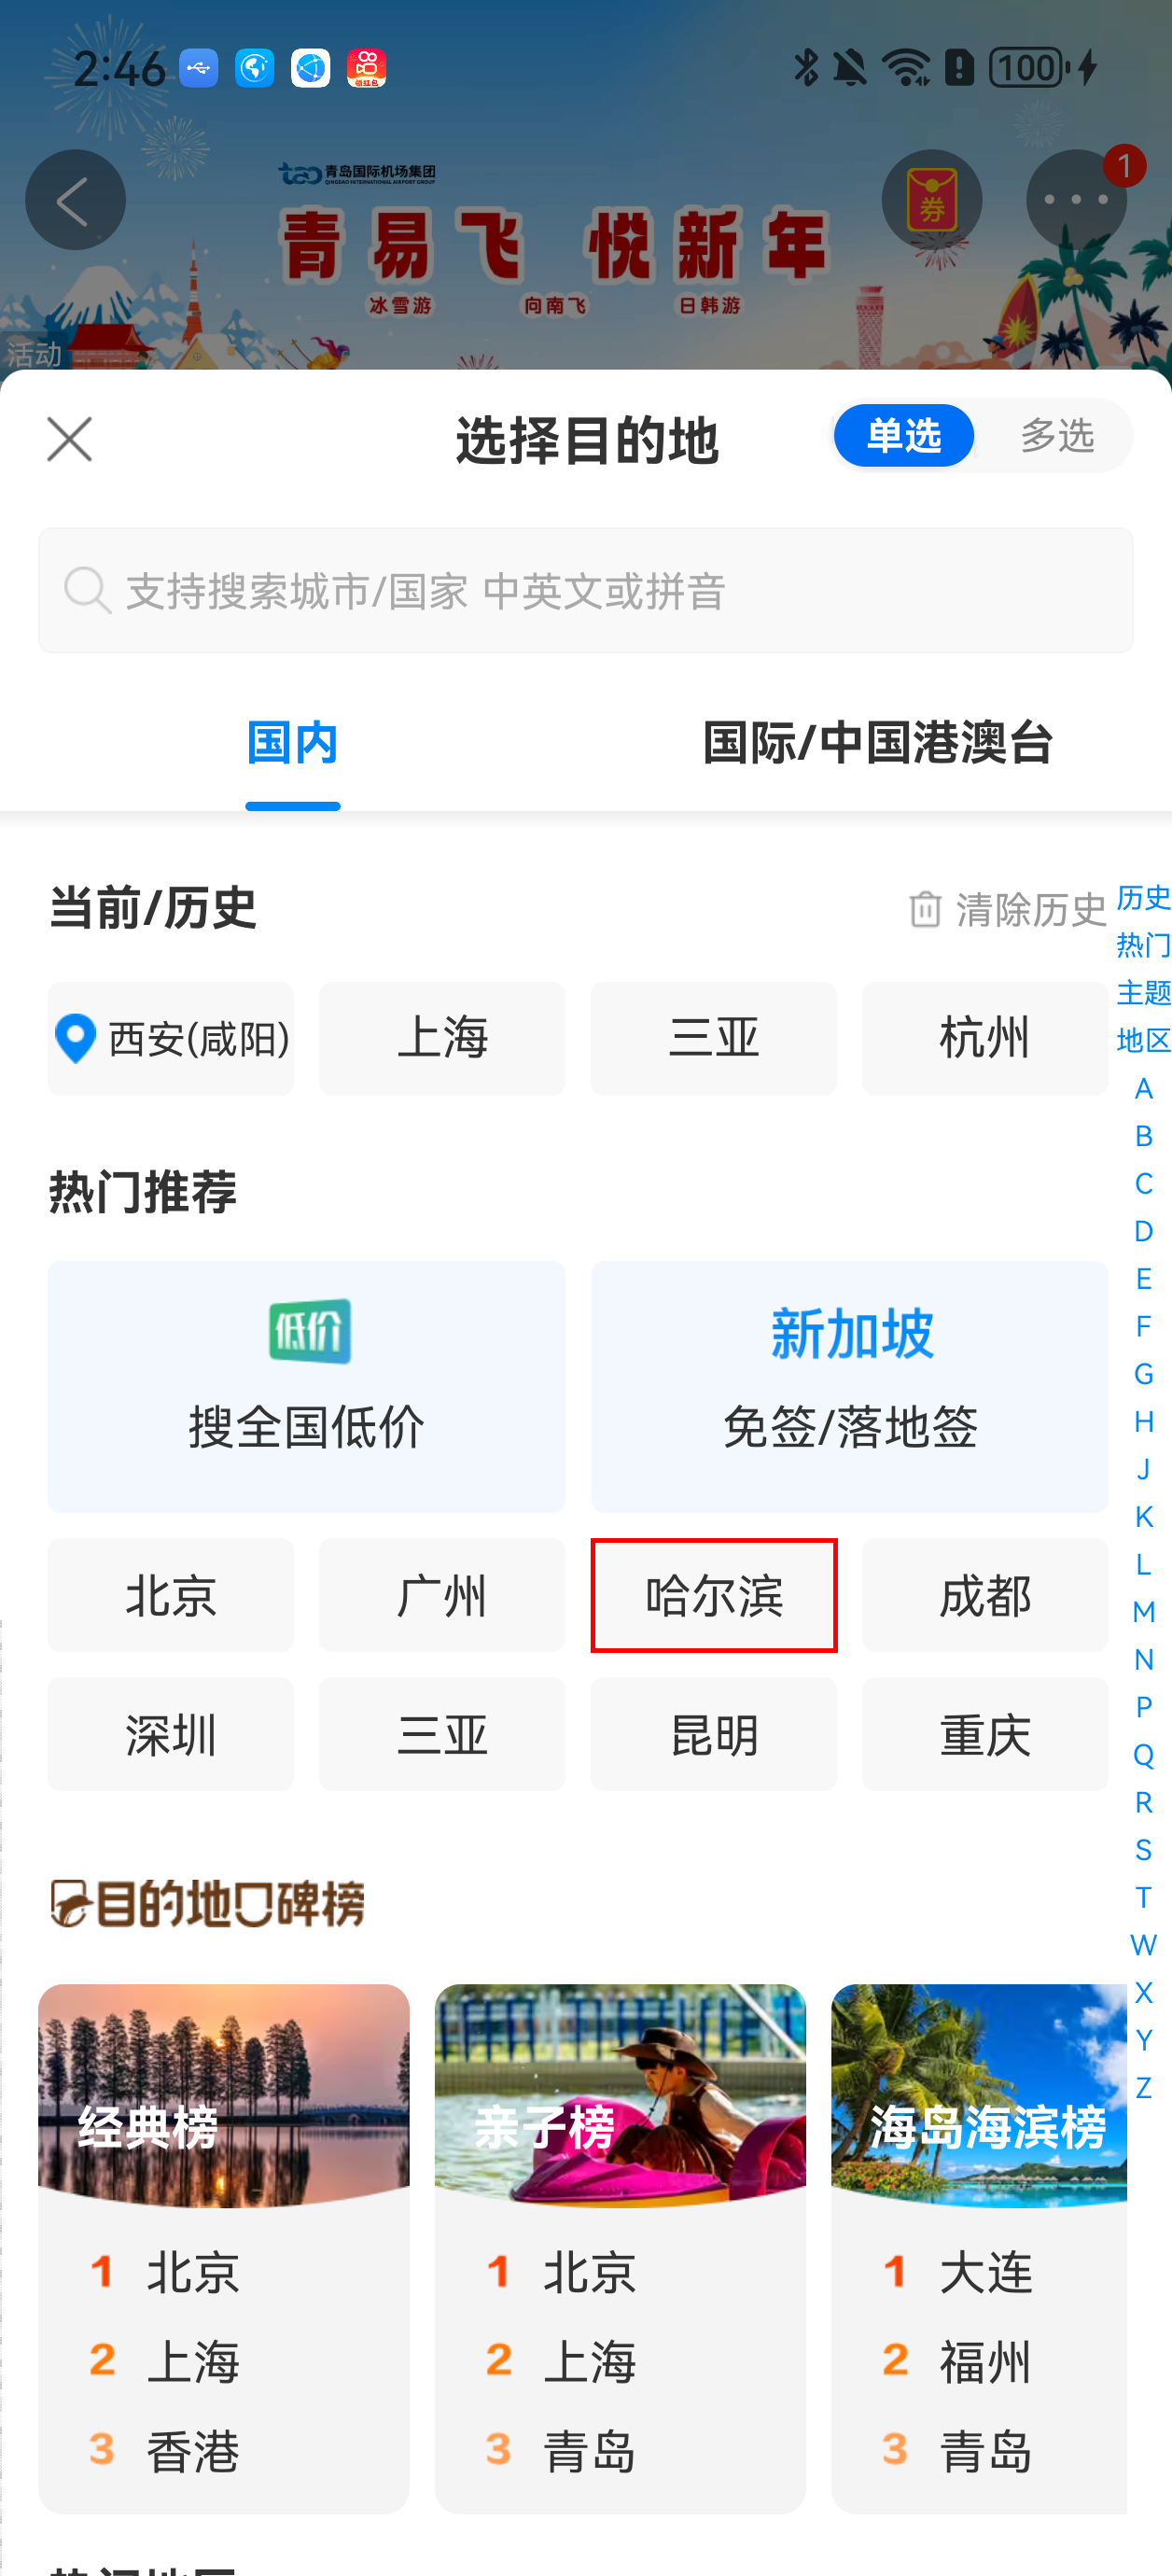 2:46
领红包
100
青岛国际机场集团
QINGDAO INTERNATIONAL AIRPORT GROUP
券
1
青易飞 悦新年
冰雪游 向南飞 日韩游
活动
选择目的地
单选 多选
支持搜索城市/国家 中英文或拼音
国内 国际/中国港澳台
当前/历史 清除历史
西安(咸阳) 上海 三亚 杭州
热门推荐
低价 新加坡
搜全国低价 免签/落地签
北京 广州 哈尔滨 成都
深圳 三亚 昆明 重庆
目的地口碑榜
经典榜 亲子榜 海岛海滨榜
1 北京 1 北京 1 大连
2 上海 2 上海 2 福州
3 香港 3 青岛 3 青岛
热门地区
历史
热门
主题
地区
A
B
C
D
E
F
G
H
J
K
L
M
N
P
Q
R
S
T
W
X
Y
Z